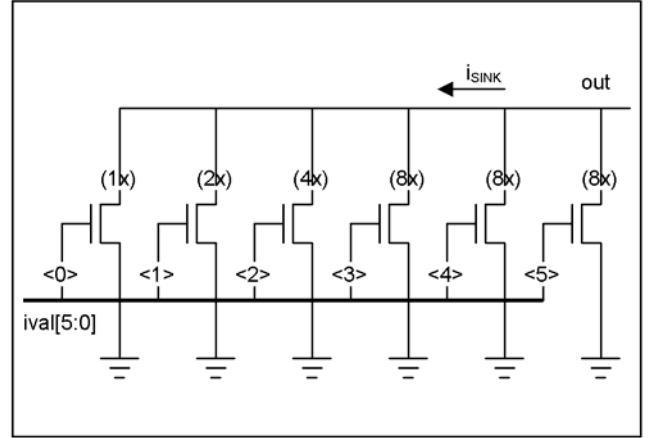 iSINK
out
(1x) (2x) (4x) (8x) (8x) (8x)
<0> <1> <2> <3> <4> <5>
ival[5:0]